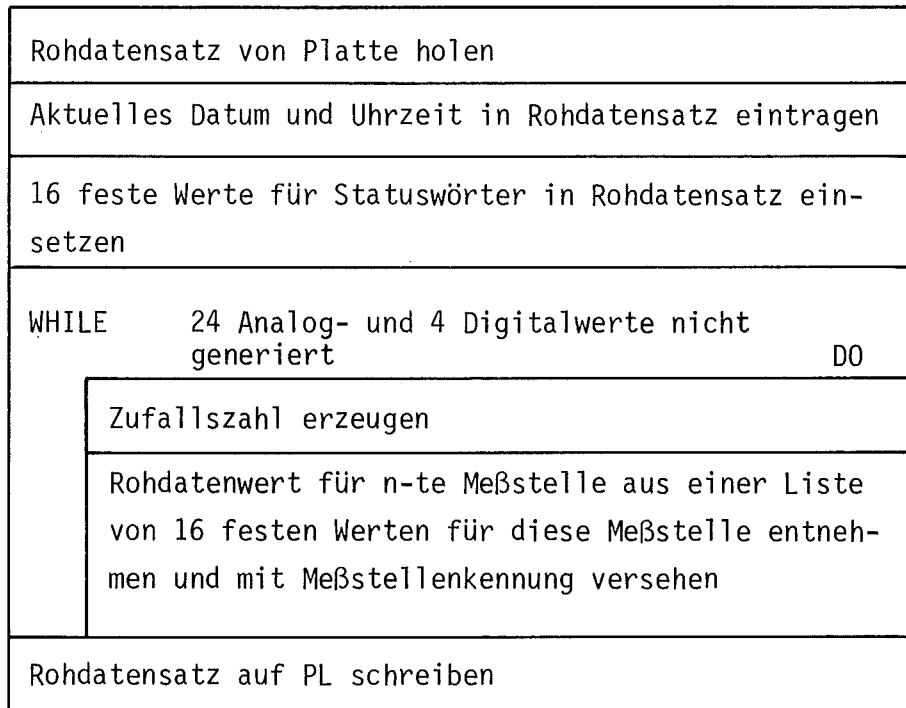 Rohdatensatz von Platte holen
Aktuelles Datum und Uhrzeit in Rohdatensatz eintragen
16 feste Werte für Statuswörter in Rohdatensatz ein-
setzen
WHILE 24 Analog- und 4 Digitalwerte nicht
generiert DO
Zufallszahl erzeugen
Rohdatenwert für n-te Meßstelle aus einer Liste
von 16 festen Werten für diese Meßstelle entneh-
men und mit Meßstellenkennung versehen
Rohdatensatz auf PL schreiben